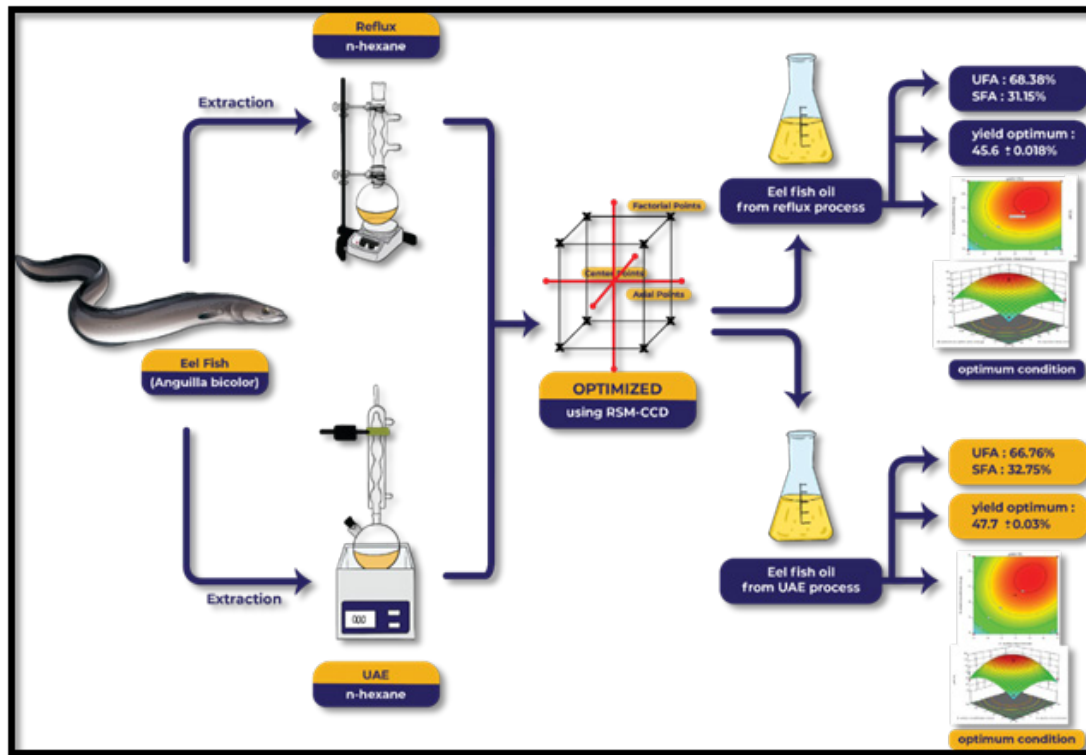 Reflux
n-hexane
Extraction
Eel Fish
(Anguilla bicolor)
Extraction
000
UAE
n-hexane
Factorial Points
Center Points
Axial Points
OPTIMIZED
using RSM-CCD
Eel fish oil
from reflux process
UFA : 68.38%
SFA : 31.15%
yield optimum :
45.6 ±0.018%
optimum condition
Eel fish oil
from UAE process
UFA : 66.76%
SFA : 32.75%
yield optimum :
47.7 ±0.03%
optimum condition